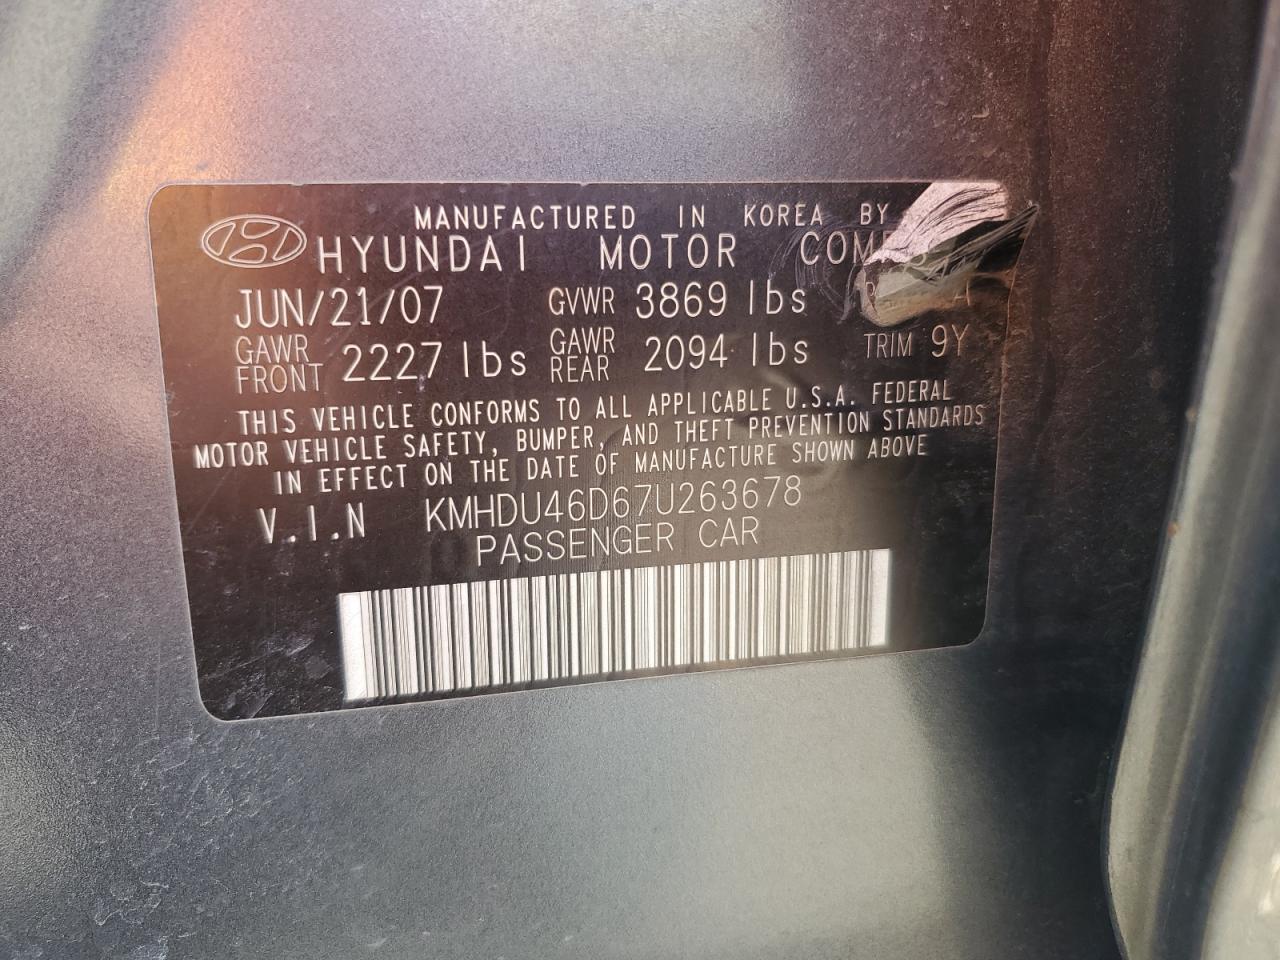 MANUFACTURED IN KOREA BY
HYUNDAI MOTOR
JUN/21/07 GVWR 3869 lbs
GAWR FRONT 2227 lbs GAWR REAR 2094 lbs TRIM 9Y
THIS VEHICLE CONFORMS TO ALL APPLICABLE U.S.A. FEDERAL
MOTOR VEHICLE SAFETY, BUMPER, AND THEFT PREVENTION STANDARDS
IN EFFECT ON THE DATE OF MANUFACTURE SHOWN ABOVE
V.I.N KMHDU46D67U263678
PASSENGER CAR